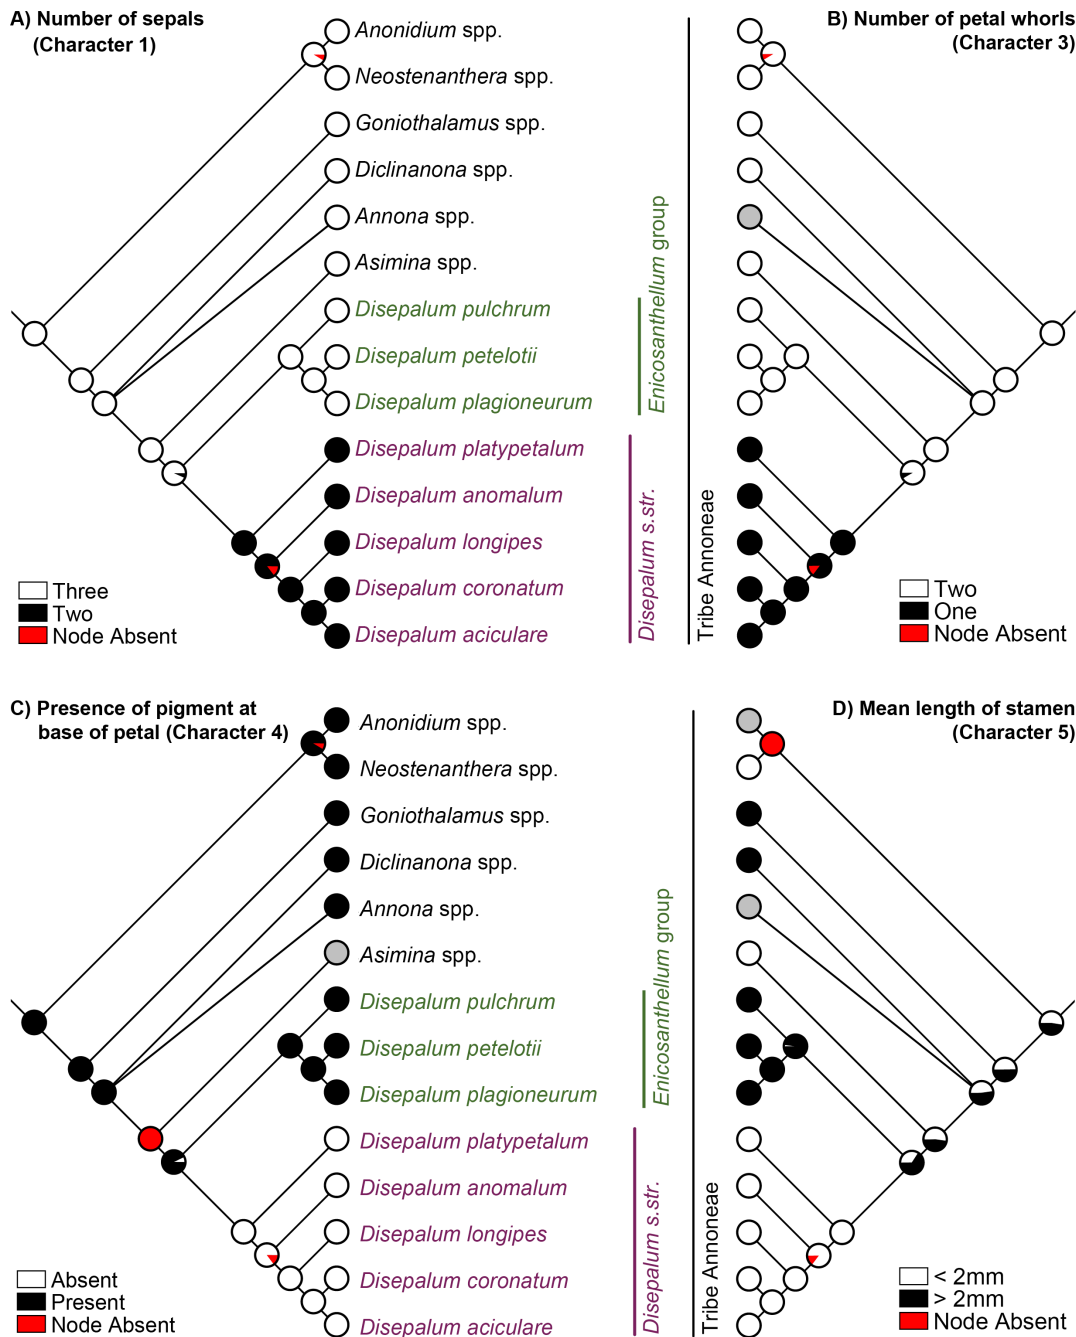 A) Number of sepals
(Character 1)
B) Number of petal whorls
(Character 3)
Anonidium spp.
Neostenanthera spp.
Goniothalamus spp.
Diclinanona spp.
Annona spp.
Asimina spp.
Disepalum pulchrum
Disepalum petelotii
Disepalum plagioneurum
Disepalum platypetalum
Disepalum anomalum
Disepalum longipes
Disepalum coronatum
Disepalum aciculare
Enicosanthellum group
Disepalum s.str.
Tribe Annoneae
Three
Two
Node Absent
Two
One
Node Absent
C) Presence of pigment at
base of petal (Character 4)
D) Mean length of stamen
(Character 5)
Anonidium spp.
Neostenanthera spp.
Goniothalamus spp.
Diclinanona spp.
Annona spp.
Asimina spp.
Disepalum pulchrum
Disepalum petelotii
Disepalum plagioneurum
Disepalum platypetalum
Disepalum anomalum
Disepalum longipes
Disepalum coronatum
Disepalum aciculare
Enicosanthellum group
Disepalum s.str.
Tribe Annoneae
Absent
Present
Node Absent
< 2mm
> 2mm
Node Absent